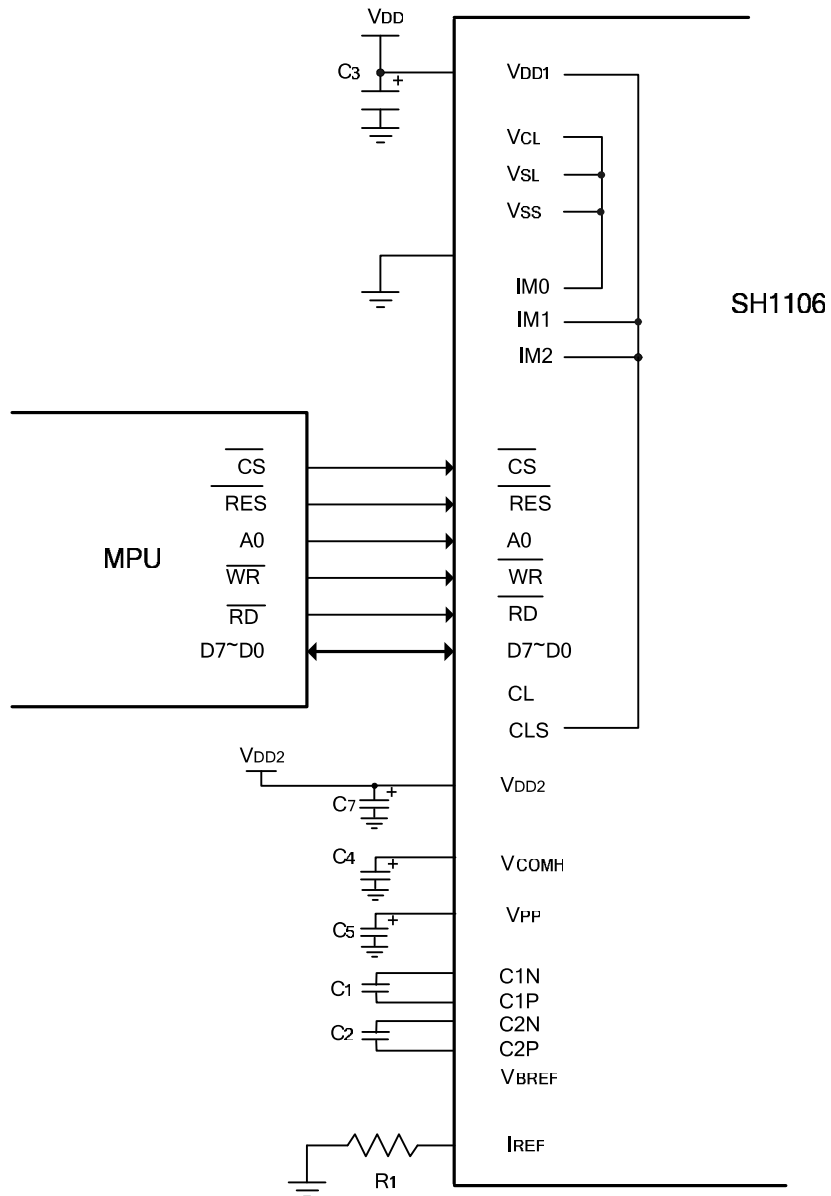 VDD
C3
+
VDD1
VCL
VSL
VSS
IM0
IM1
IM2
SH1106
MPU
CS
RES
A0
WR
RD
D7~D0
CS
RES
A0
WR
RD
D7~D0
CL
CLS
VDD2
C7
+
VDD2
C4
+
VCOMH
C5
+
VPP
C1
C1N
C1P
C2
C2N
C2P
VBREF
R1
IREF